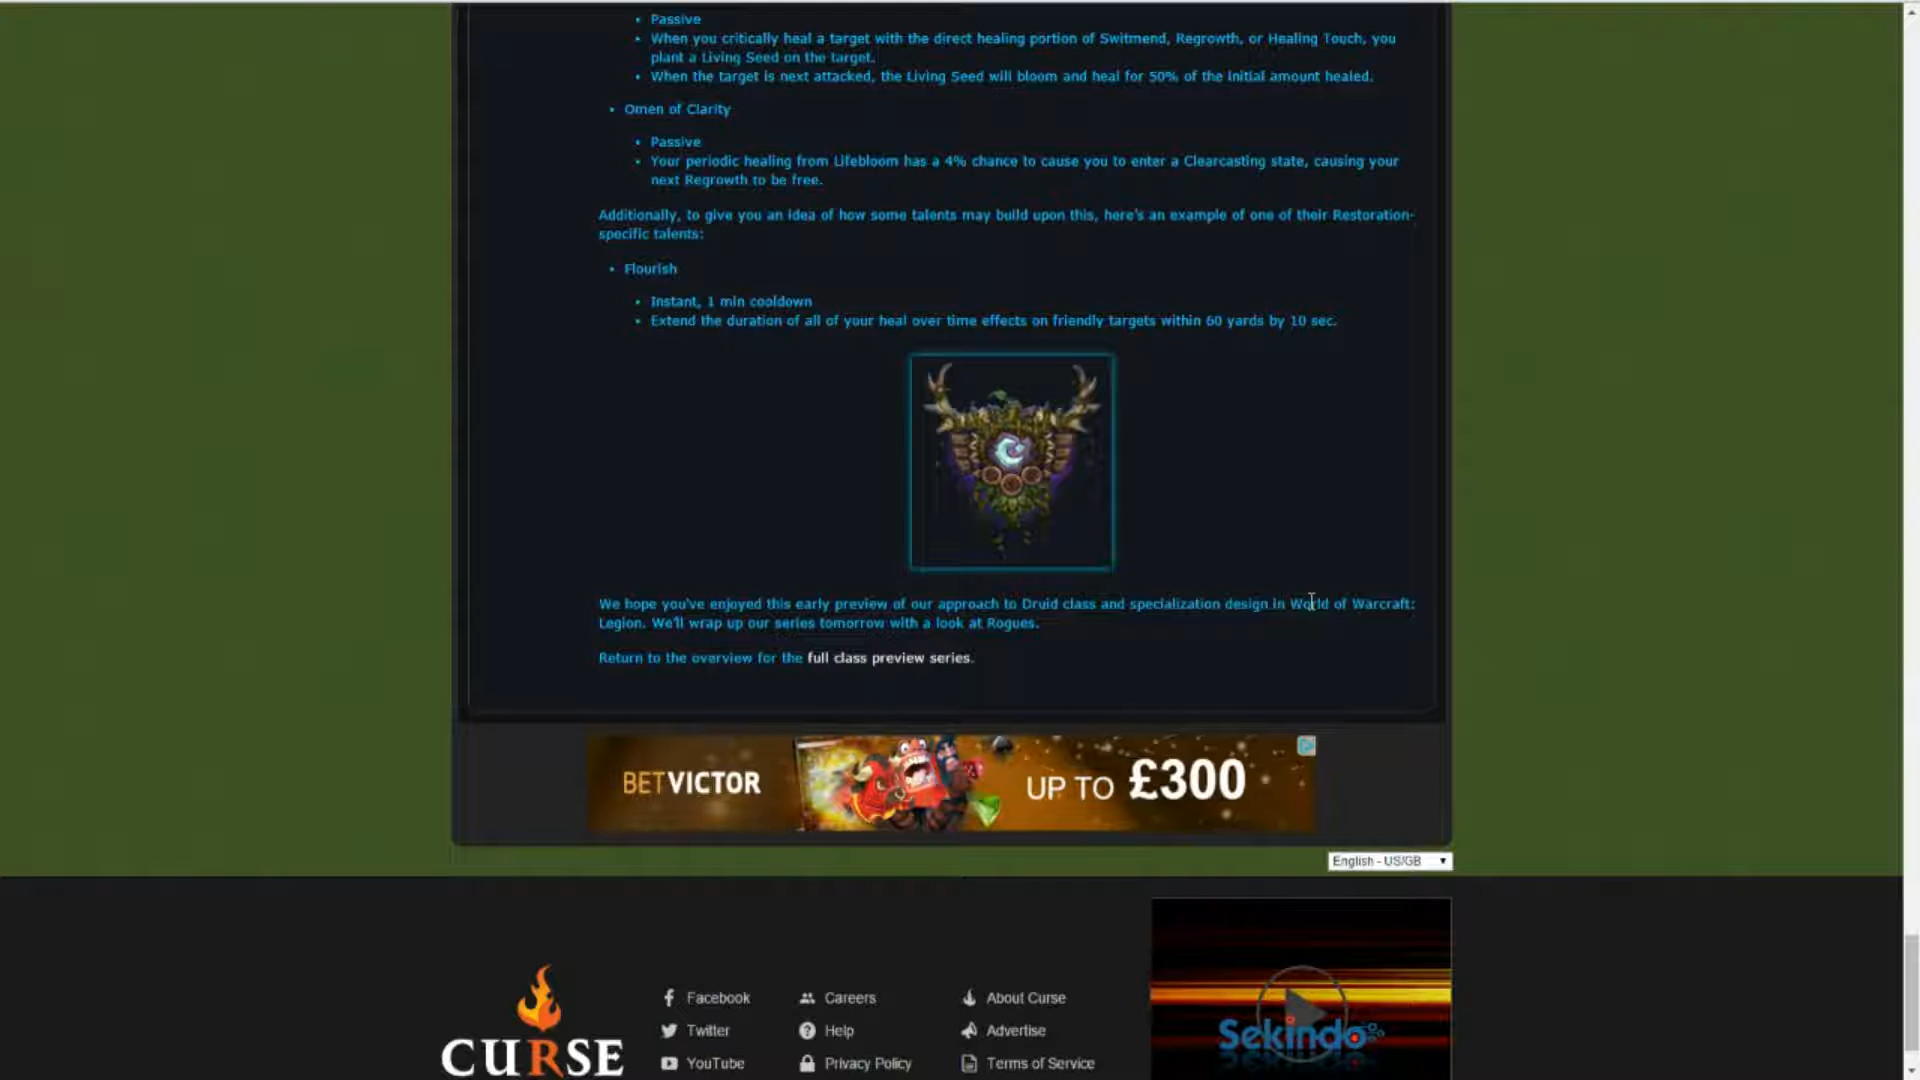 Passive
When you critically heal a target with the direct healing portion of Switmend, Regrowth, or Healing Touch, you
plant a Living Seed on the target.
When the target is next attacked, the Living Seed will bloom and heal for 50% of the initial amount healed.
Omen of Clarity
Passive
Your periodic healing from Lifebloom has a 4% chance to cause you to enter a Clearcasting state, causing your
next Regrowth to be free.
Additionally, to give you an idea of how some talents may build upon this, here's an example of one of their Restoration-
specific talents:
Flourish
Instant, 1 min cooldown
Extend the duration of all of your heal over time effects on friendly targets within 60 yards by 10 sec.
We hope you've enjoyed this early preview of our approach to Druid class and specialization design in World of Warcraft:
Legion. We'll wrap up our series tomorrow with a look at Rogues.
Return to the overview for the full class preview series.
BETVICTOR
UP TO £300
English - US/GB
CURSE
Facebook
Twitter
YouTube
Careers
Help
Privacy Policy
About Curse
Advertise
Terms of Service
Sekindo